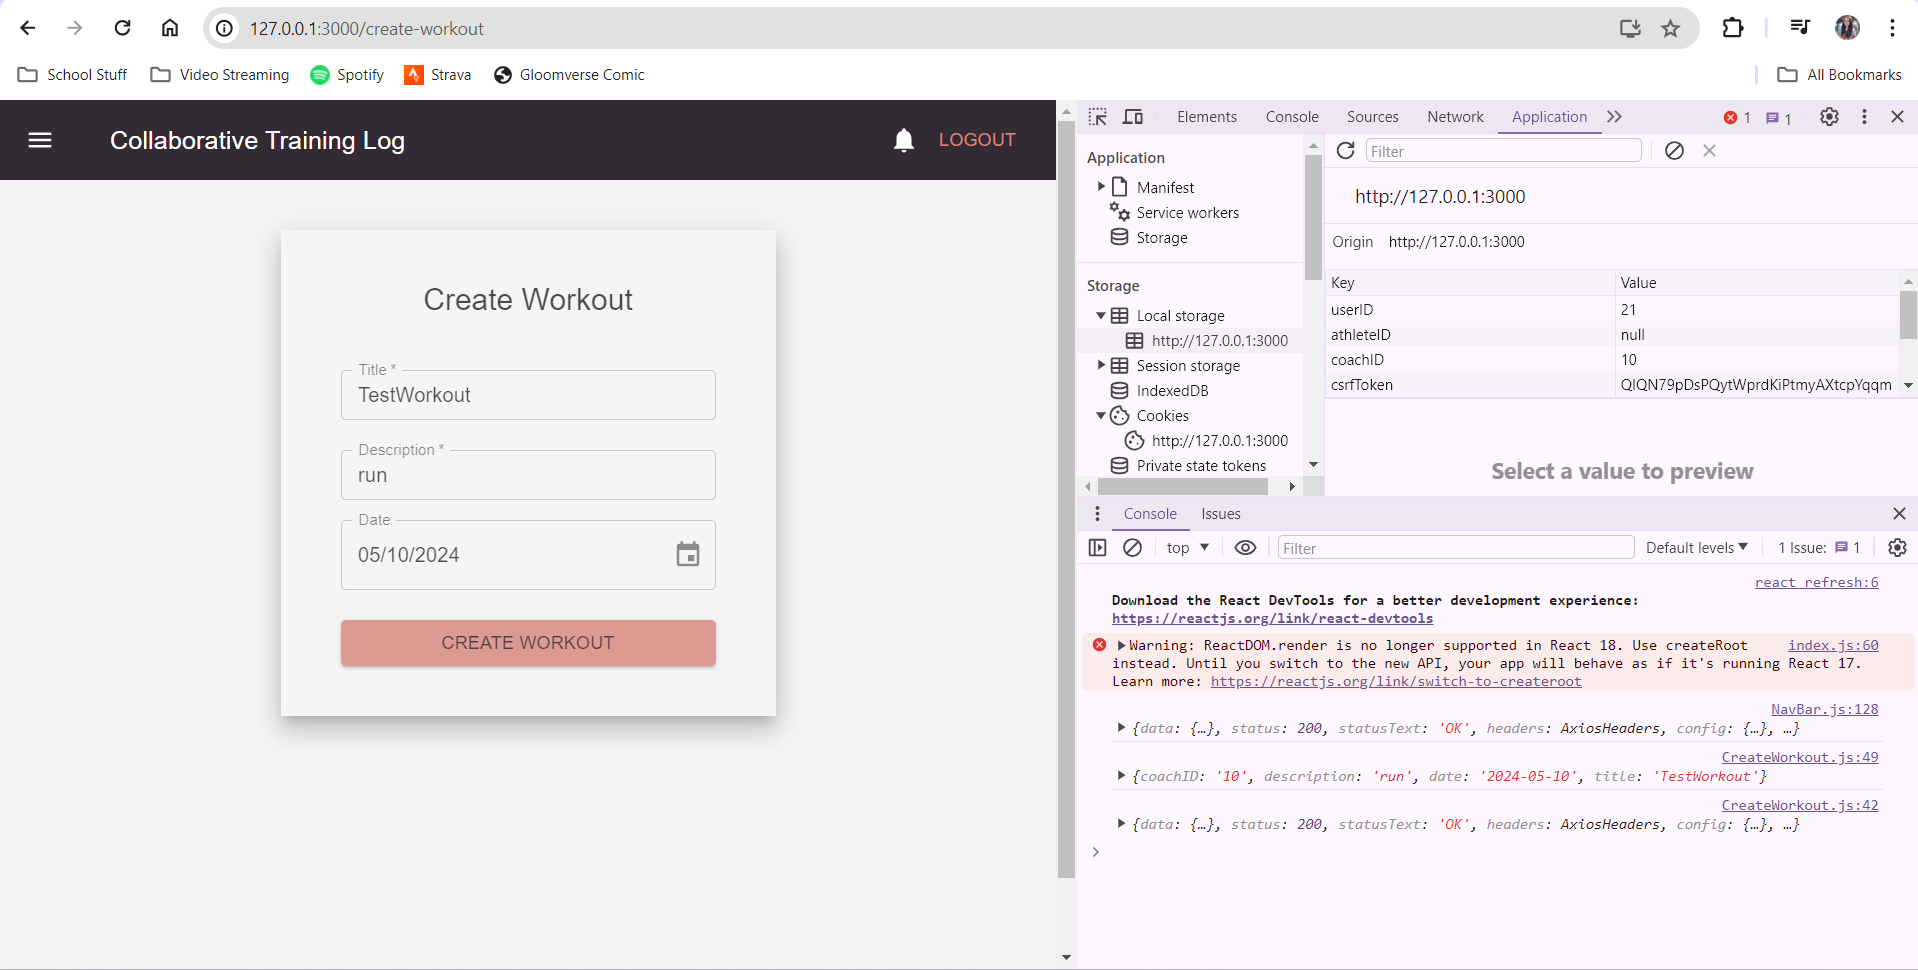 127.0.0.1:3000/create-workout
School Stuff
Video Streaming
Spotify
Strava
Gloomverse Comic
All Bookmarks
Collaborative Training Log
LOGOUT
Create Workout
Title *
TestWorkout
Description *
run
Date
05/10/2024
CREATE WORKOUT
Elements Console Sources Network Application 1 1
Application
Manifest
Service workers
Storage
Storage
Local storage
http://127.0.0.1:3000
Session storage
IndexedDB
Cookies
http://127.0.0.1:3000
Private state tokens
Filter
http://127.0.0.1:3000
Origin http://127.0.0.1:3000
Key Value
userID 21
athleteID null
coachID 10
csrfToken QIQN79pDsPQytWprdKiPtmyAXtcpYqqm
Select a value to preview
Console Issues
top Filter Default levels 1 Issue: 1
react refresh:6
Download the React DevTools for a better development experience:
https://reactjs.org/link/react-devtools
Warning: ReactDOM.render is no longer supported in React 18. Use createRoot index.js:60
instead. Until you switch to the new API, your app will behave as if it's running React 17.
Learn more: https://reactjs.org/link/switch-to-createroot
NavBar.js:128
{data: {…}, status: 200, statusText: 'OK', headers: AxiosHeaders, config: {…}, …}
CreateWorkout.js:49
{coachID: '10', description: 'run', date: '2024-05-10', title: 'TestWorkout'}
CreateWorkout.js:42
{data: {…}, status: 200, statusText: 'OK', headers: AxiosHeaders, config: {…}, …}